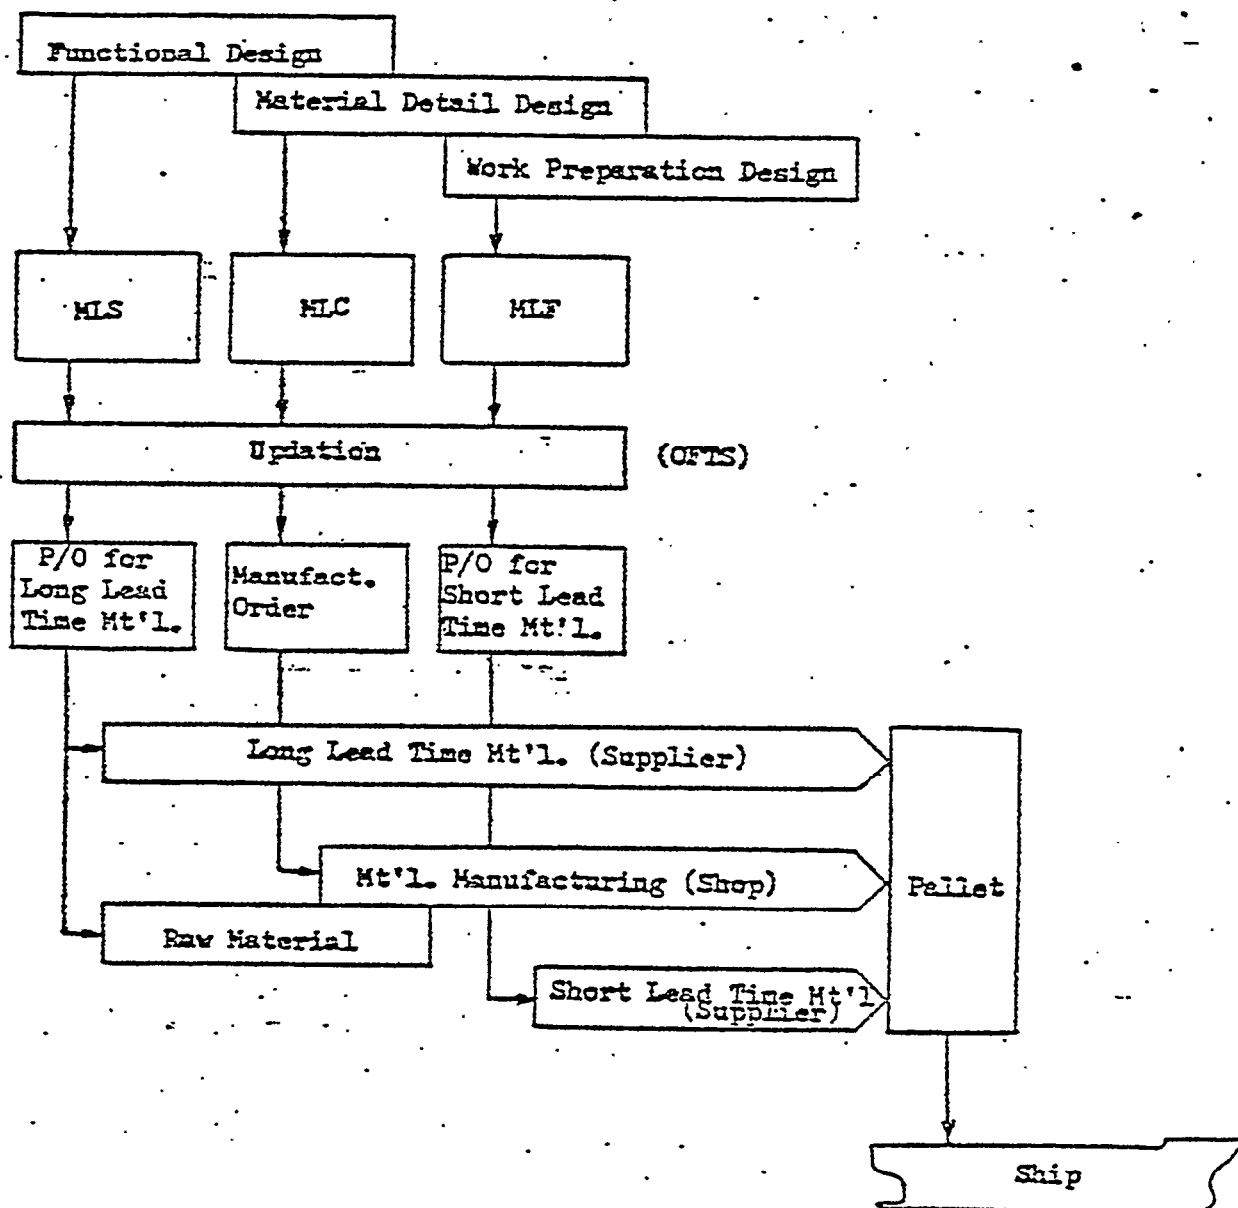 Functional Design
Material Detail Design
Work Preparation Design
MLS
MLC
MLF
Updation
(OFTS)
P/O for
Long Lead
Time Mt'l.
Manufact.
Order
P/O for
Short Lead
Time Mt'l.
Long Lead Time Mt'l. (Supplier)
Mt'l. Manufacturing (Shop)
Pallet
Raw Material
Short Lead Time Mt'l
(Supplier)
Ship